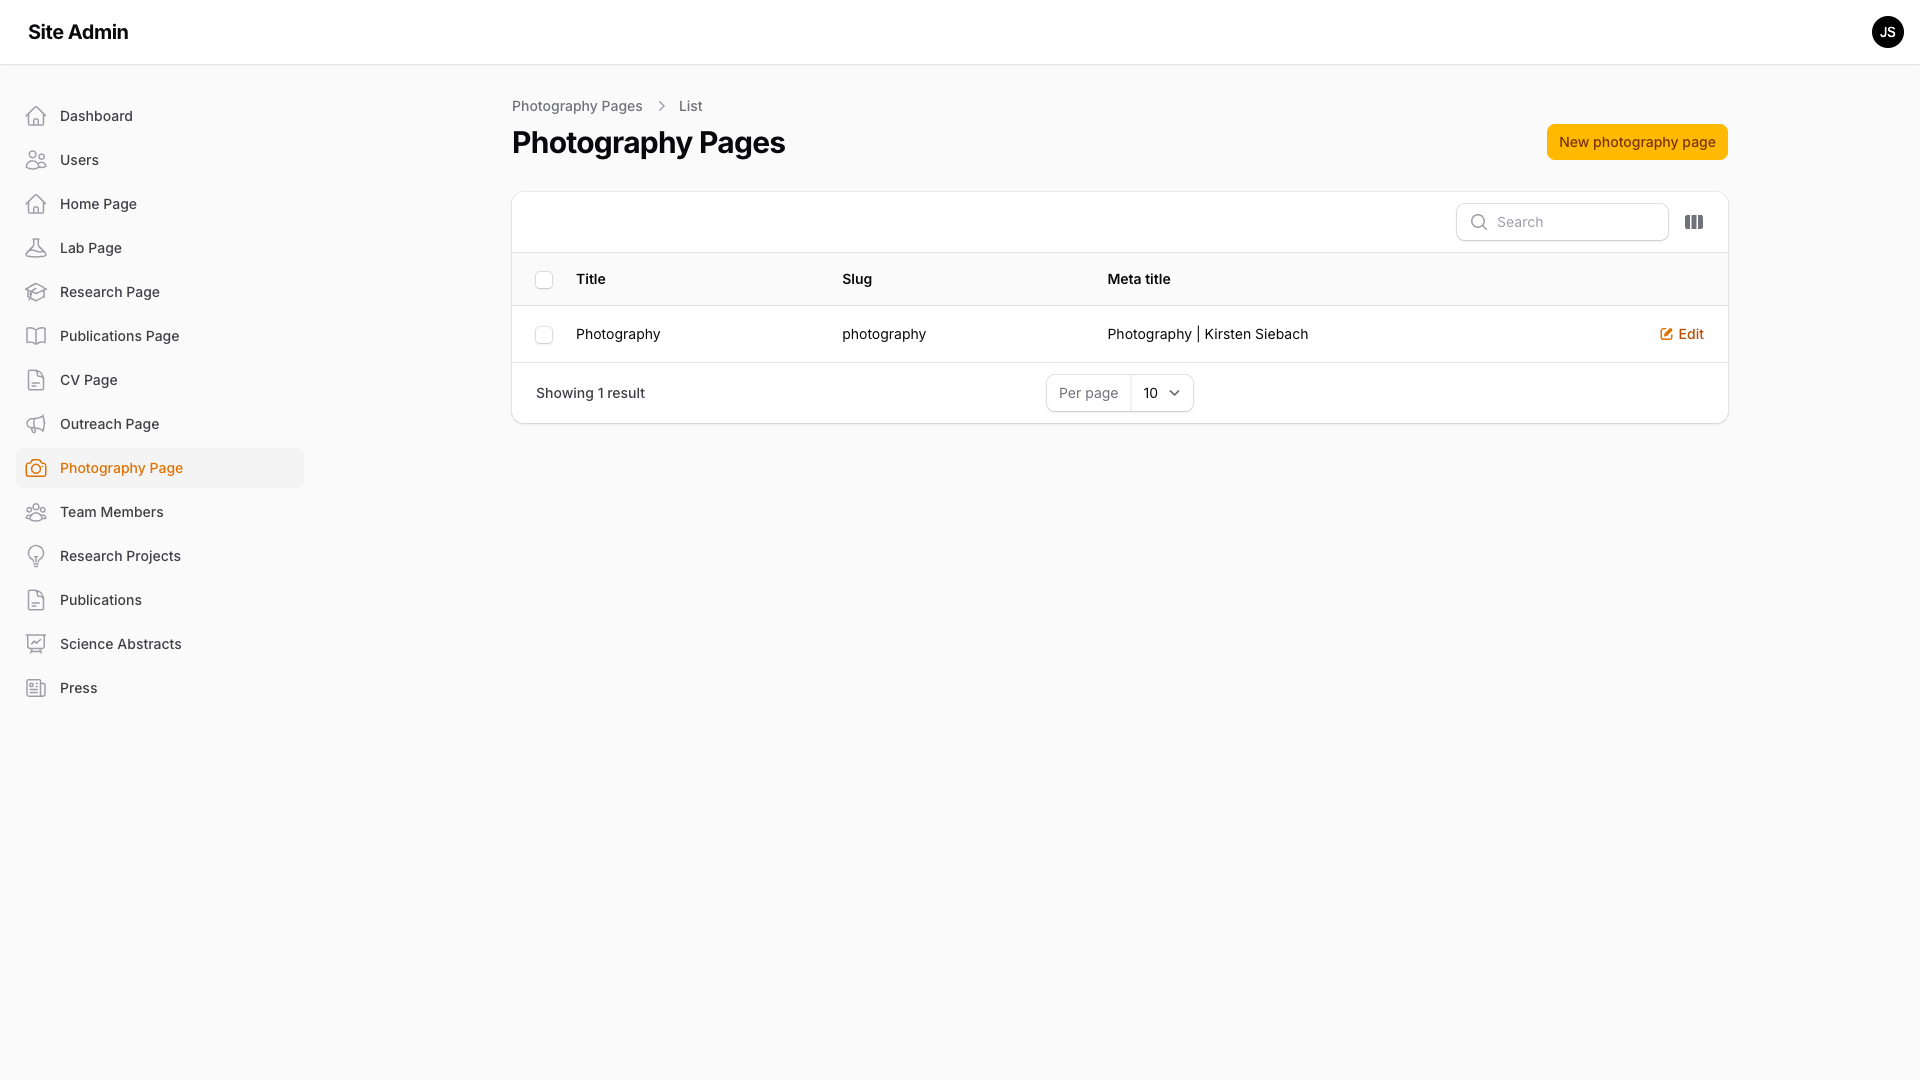 Site Admin
JS
Dashboard
Users
Home Page
Lab Page
Research Page
Publications Page
CV Page
Outreach Page
Photography Page
Team Members
Research Projects
Publications
Science Abstracts
Press
Photography Pages > List
Photography Pages
New photography page
Search
Title Slug Meta title
Photography photography Photography | Kirsten Siebach Edit
Showing 1 result Per page 10